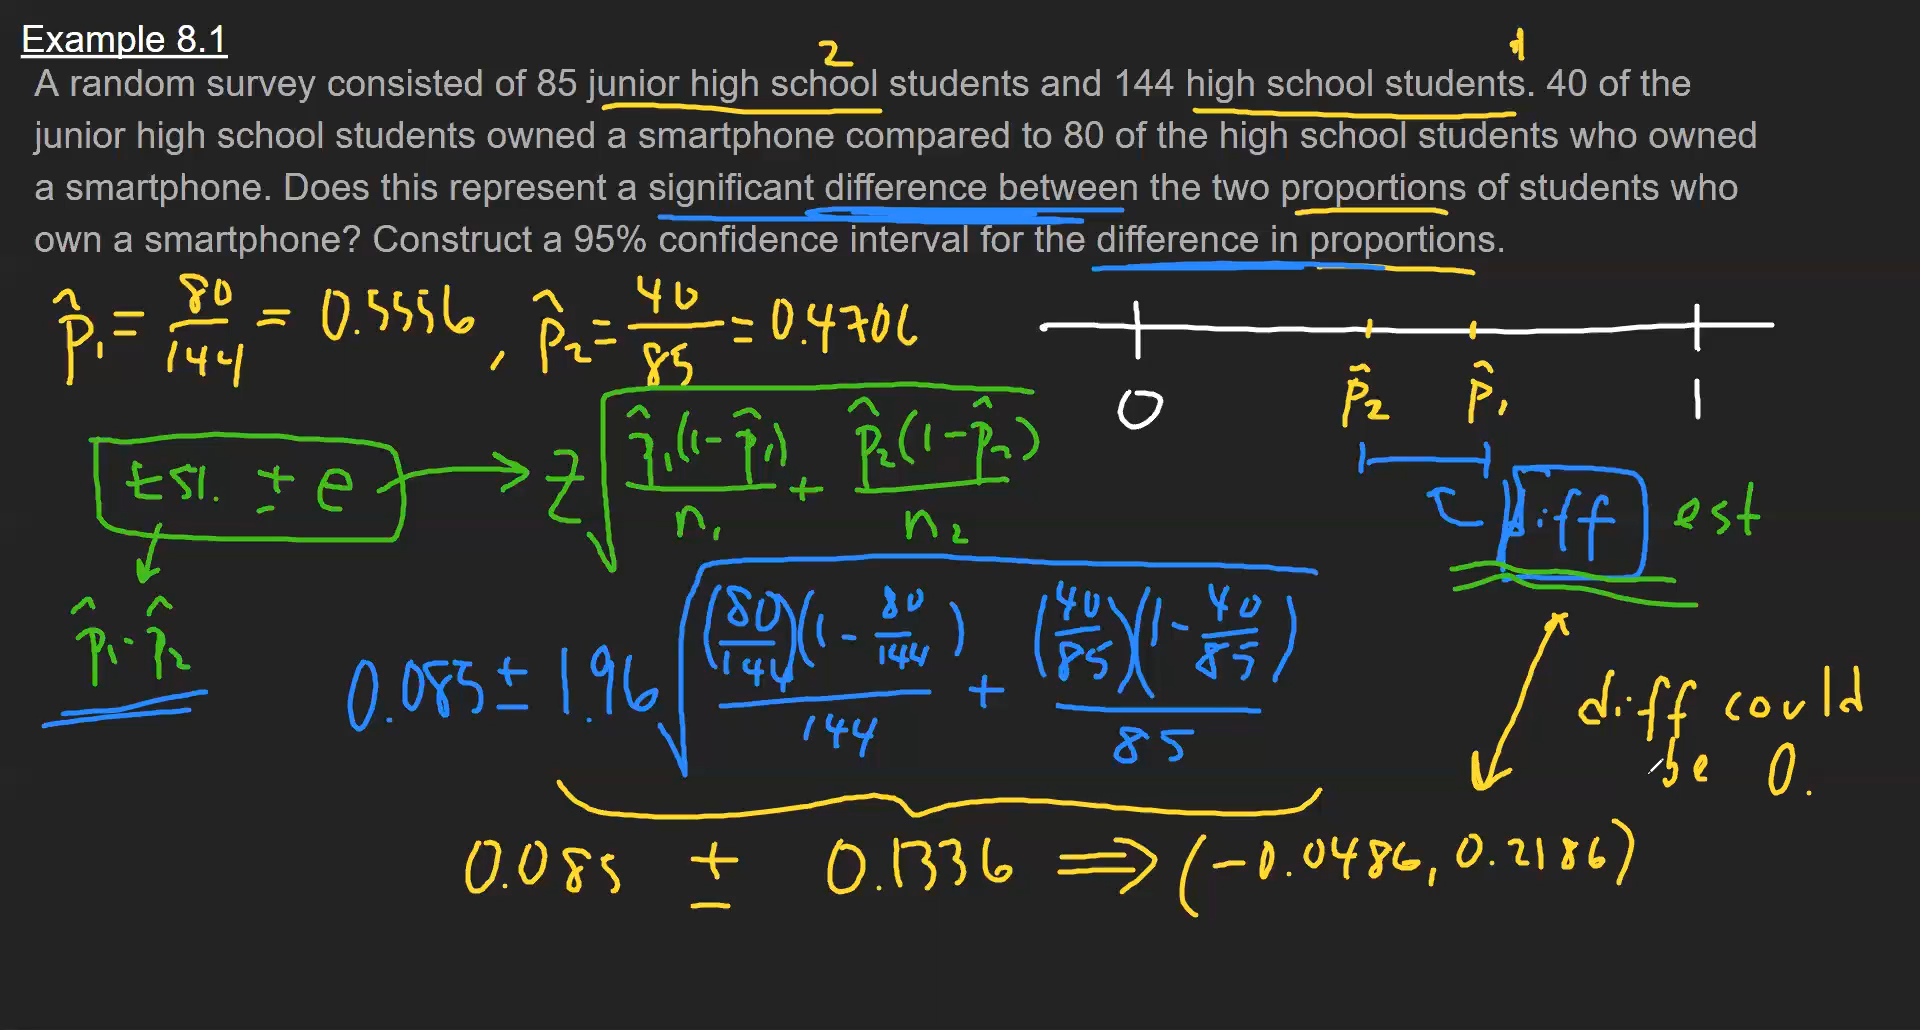 Example 8.1
2 1
A random survey consisted of 85 junior high school students and 144 high school students. 40 of the
junior high school students owned a smartphone compared to 80 of the high school students who owned
a smartphone. Does this represent a significant difference between the two proportions of students who
own a smartphone? Construct a 95% confidence interval for the difference in proportions.
p̂₁ = 80/144 = 0.5556, p̂₂ = 40/85 = 0.4706
0 p̂₂ p̂₁ 1
est. ± e → z √( p̂₁(1-p̂₁)/n₁ + p̂₂(1-p̂₂)/n₂ )
diff est
p̂₁ - p̂₂
0.085 ± 1.96 √( (80/144)(1 - 80/144)/144 + (40/85)(1 - 40/85)/85 )
diff could
be 0.
0.085 ± 0.1336 ⟹ (-0.0486, 0.2186)